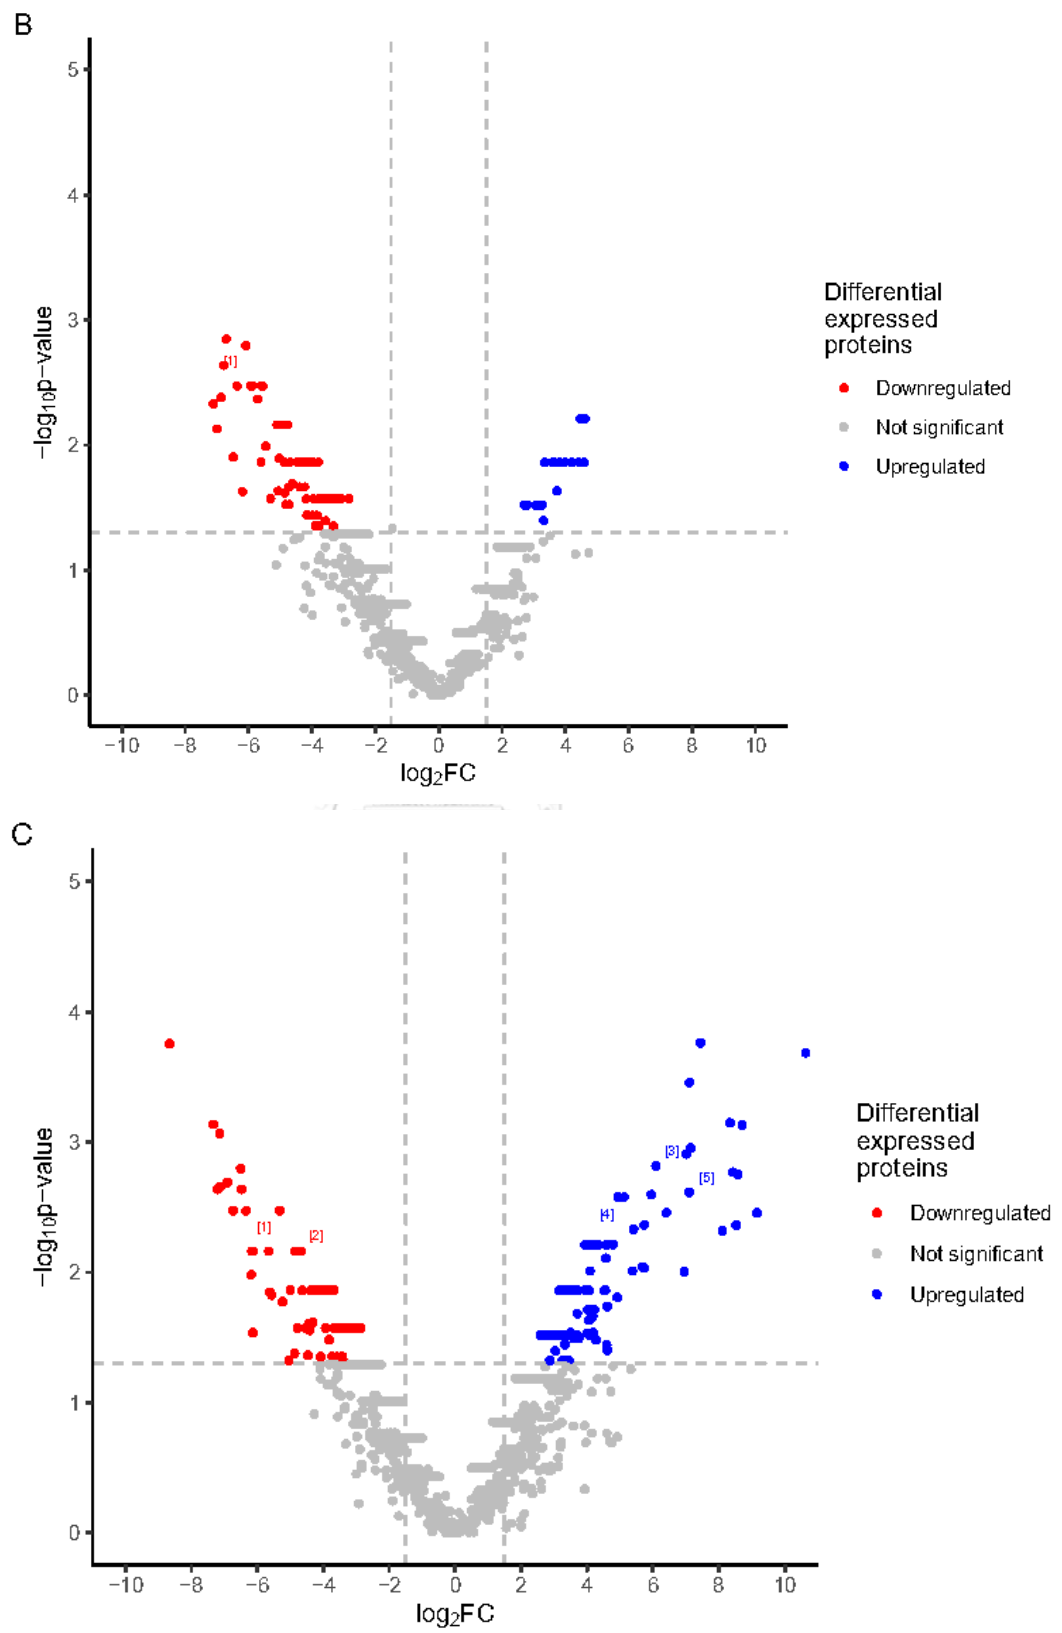 B
5
4
3
2
1
0
−log10p−value
[1]
−10 −8 −6 −4 −2 0 2 4 6 8 10
log2FC
Differential
expressed
proteins
Downregulated
Not significant
Upregulated
C
5
4
3
2
1
0
−log10p−value
[3]
[5]
[4]
[1]
[2]
−10 −8 −6 −4 −2 0 2 4 6 8 10
log2FC
Differential
expressed
proteins
Downregulated
Not significant
Upregulated